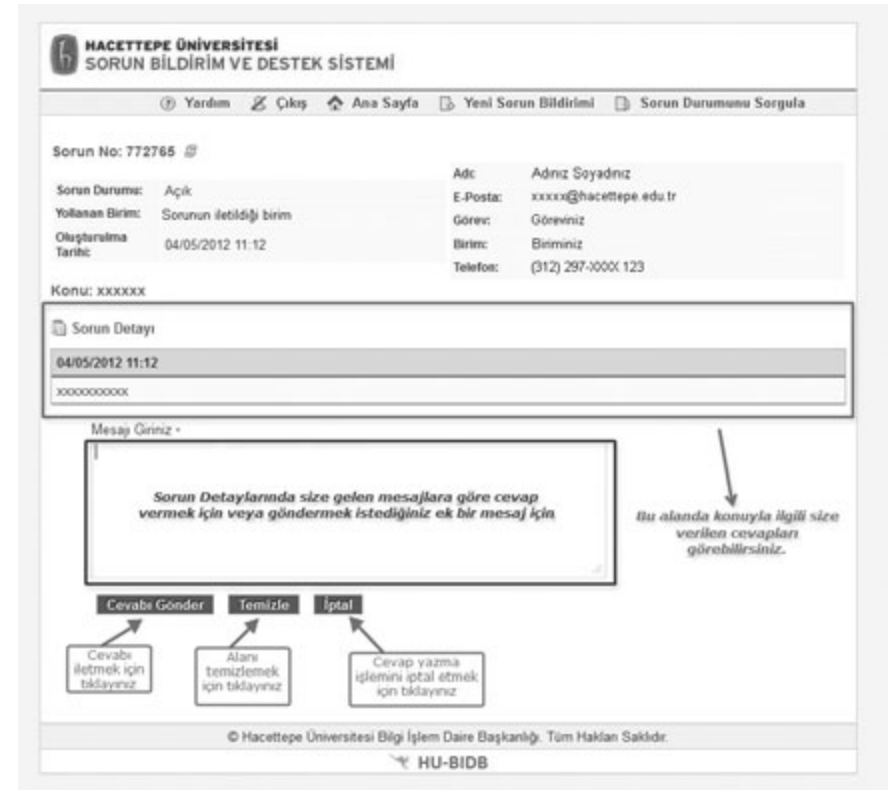 HACETTEPE ÜNİVERSİTESİ
SORUN BİLDİRİM VE DESTEK SİSTEMİ
Yardım Çıkış Ana Sayfa Yeni Sorun Bildirimi Sorun Durumunu Sorgula
Sorun No: 772765
Sorun Durumu: Açık
Yollanan Birim: Sorunun iletildiği birim
Oluşturulma
Tarihi: 04/05/2012 11:12
Adı: Adınız Soyadınız
E-Posta: xxxxx@hacettepe.edu.tr
Görev: Göreviniz
Birim: Biriminiz
Telefon: (312) 297-XXXX 123
Konu: xxxxxx
Sorun Detayı
04/05/2012 11:12
xxxxxxxxxx
Mesajı Giriniz *
Sorun Detaylarında size gelen mesajlara göre cevap
vermek için veya göndermek istediğiniz ek bir mesaj için
Bu alanda konuyla ilgili size
verilen cevapları
görebilirsiniz.
Cevabı Gönder Temizle İptal
Cevabı
iletmek için
tıklayınız
Alanı
temizlemek
için tıklayınız
Cevap yazma
işlemini iptal etmek
için tıklayınız
© Hacettepe Üniversitesi Bilgi İşlem Daire Başkanlığı. Tüm Hakları Saklıdır.
HU-BIDB